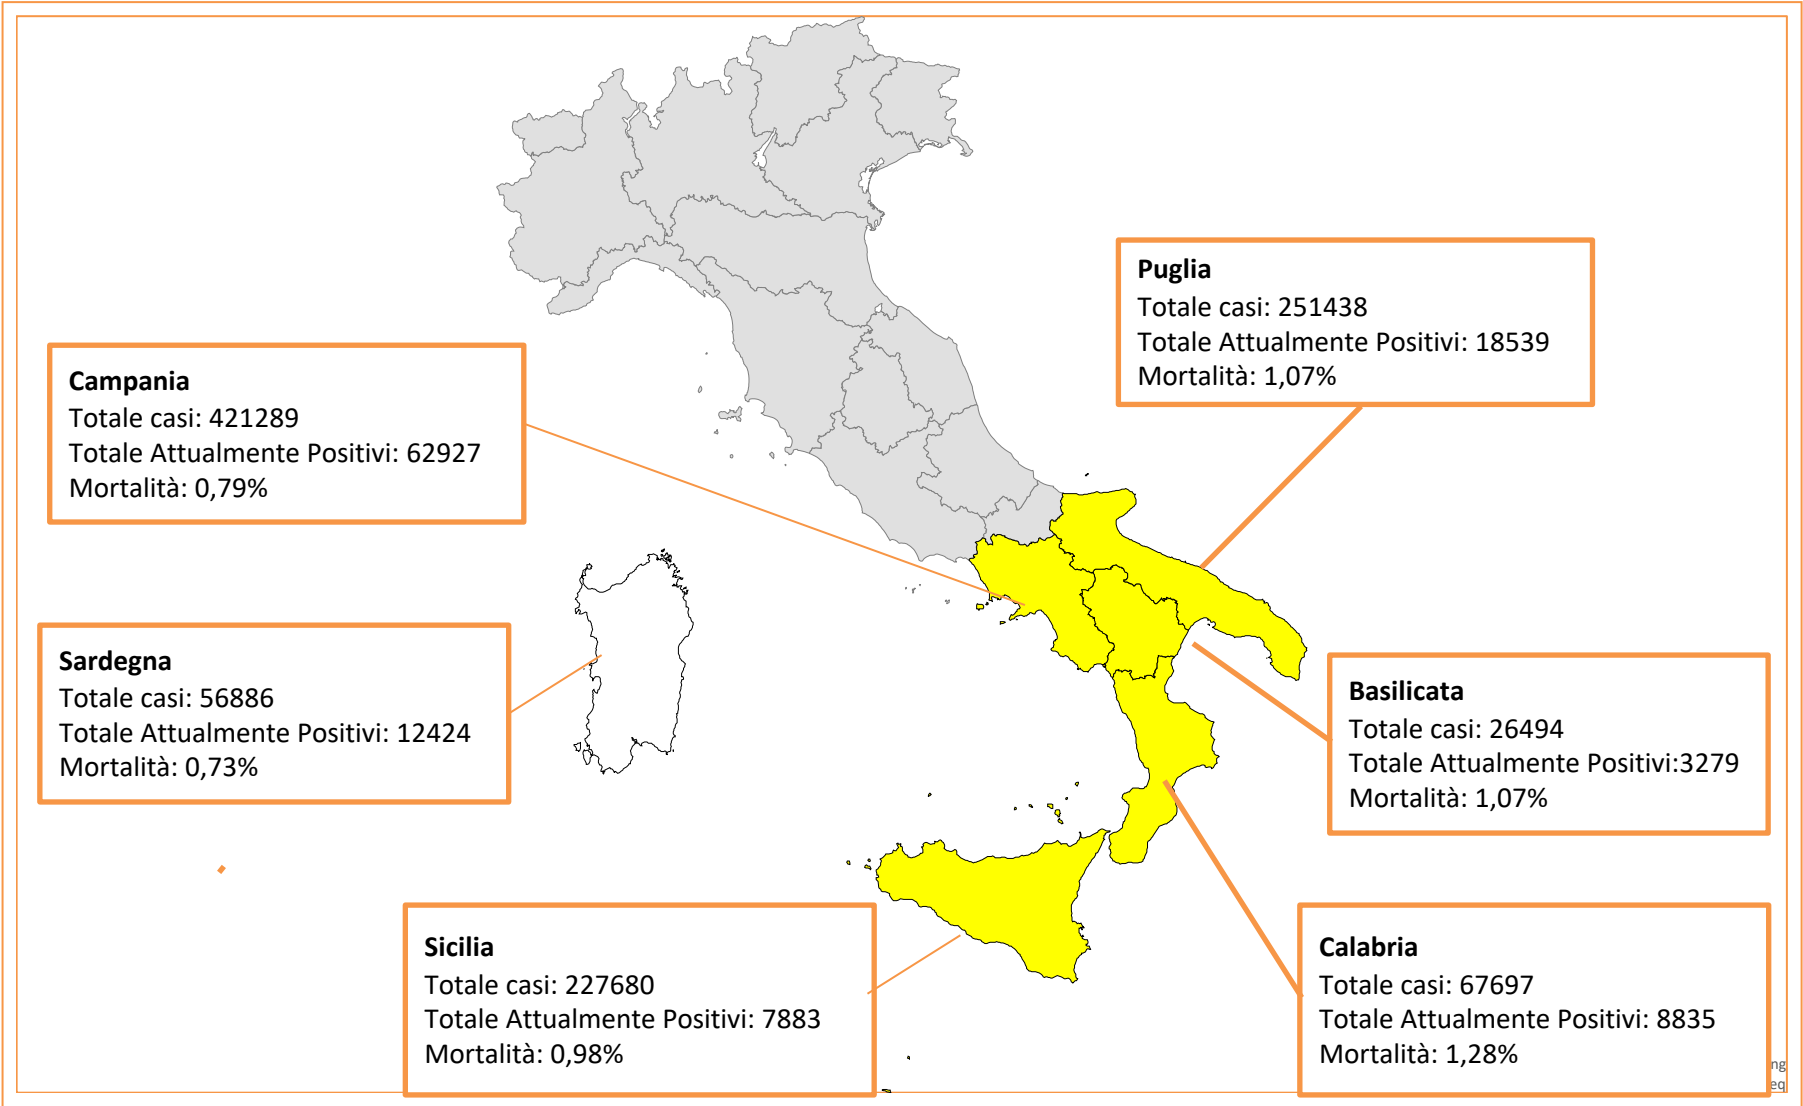 Puglia
Totale casi: 251438
Totale Attualmente Positivi: 18539
Mortalità: 1,07%
Campania
Totale casi: 421289
Totale Attualmente Positivi: 62927
Mortalità: 0,79%
Sardegna
Totale casi: 56886
Totale Attualmente Positivi: 12424
Mortalità: 0,73%
Basilicata
Totale casi: 26494
Totale Attualmente Positivi:3279
Mortalità: 1,07%
Sicilia
Totale casi: 227680
Totale Attualmente Positivi: 7883
Mortalità: 0,98%
Calabria
Totale casi: 67697
Totale Attualmente Positivi: 8835
Mortalità: 1,28%
ng
eq